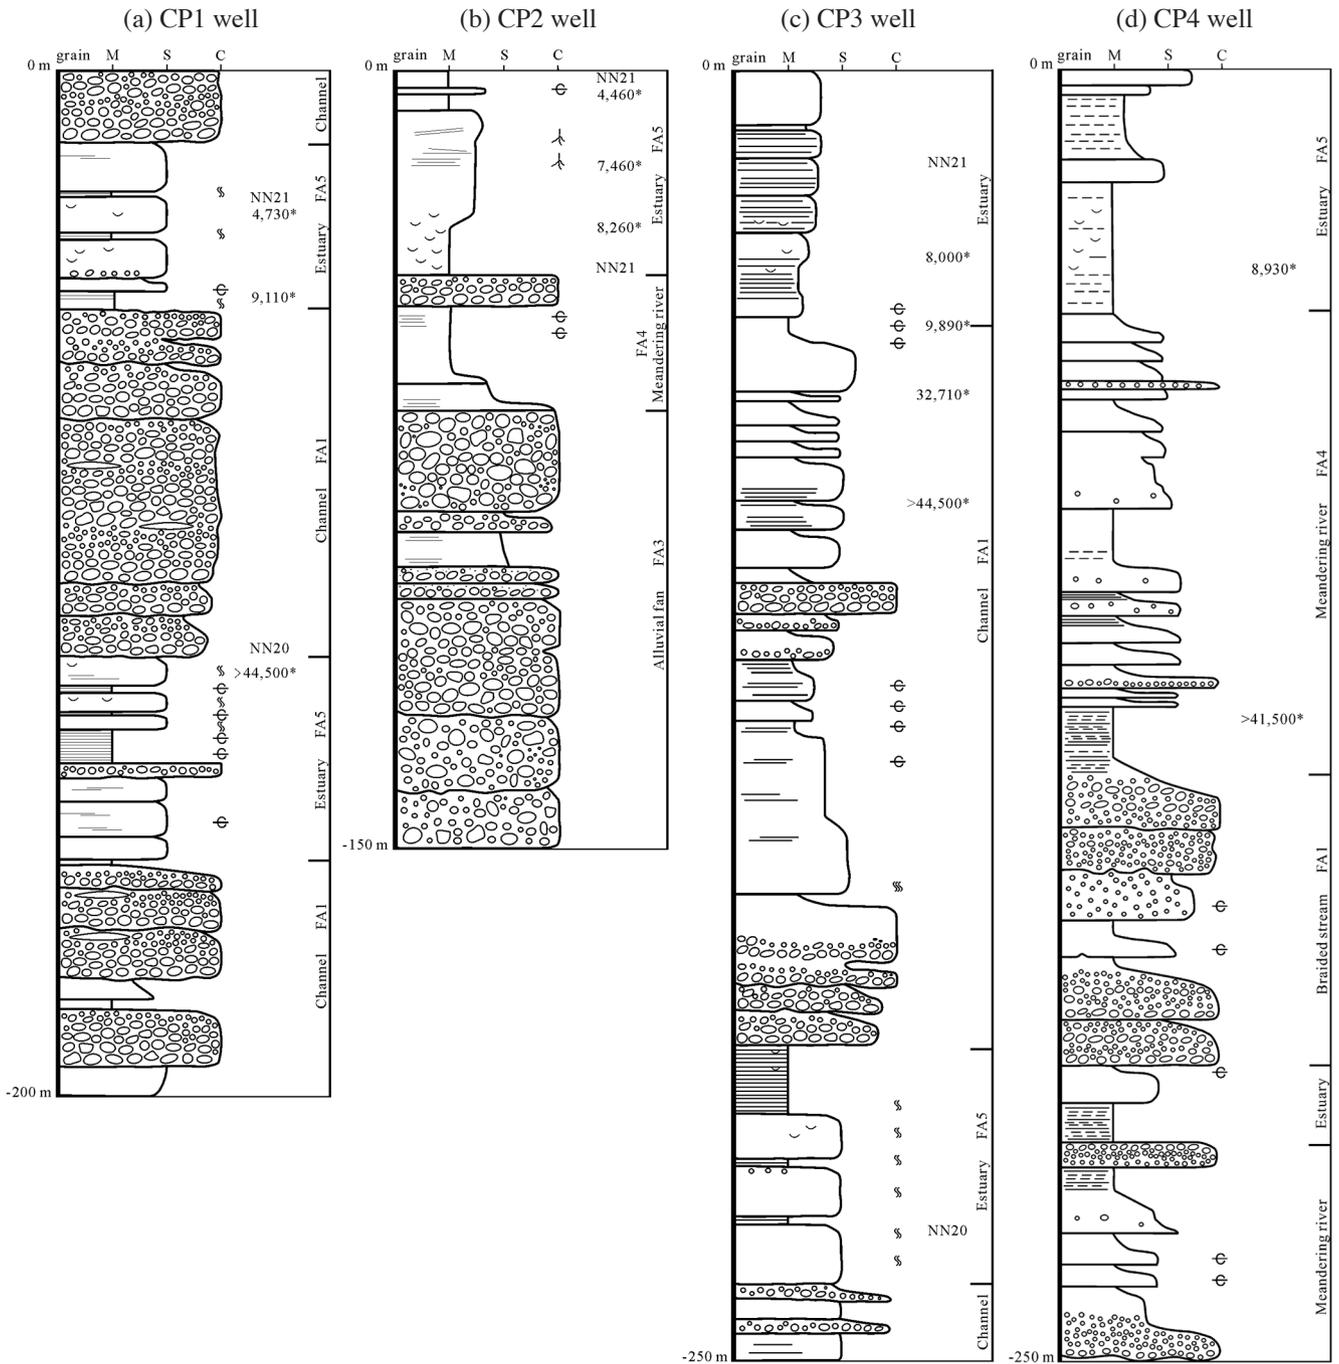 (a) CP1 well
(b) CP2 well
(c) CP3 well
(d) CP4 well
0 m
grain M S C
Channel
FA5
Estuary
NN21
4,730*
9,110*
FA1
Channel
NN20
>44,500*
FA5
Estuary
FA1
Channel
-200 m
0 m
grain M S C
NN21
4,460*
7,460*
8,260*
NN21
FA5
Estuary
FA4
Meandering river
FA3
Alluvial fan
-150 m
0 m
grain M S C
NN21
8,000*
9,890*
32,710*
>44,500*
Estuary
FA1
Channel
FA5
Estuary
NN20
Channel
-250 m
0 m
grain M S C
FA5
Estuary
8,930*
FA4
Meandering river
>41,500*
FA1
Braided stream
Estuary
Meandering river
-250 m